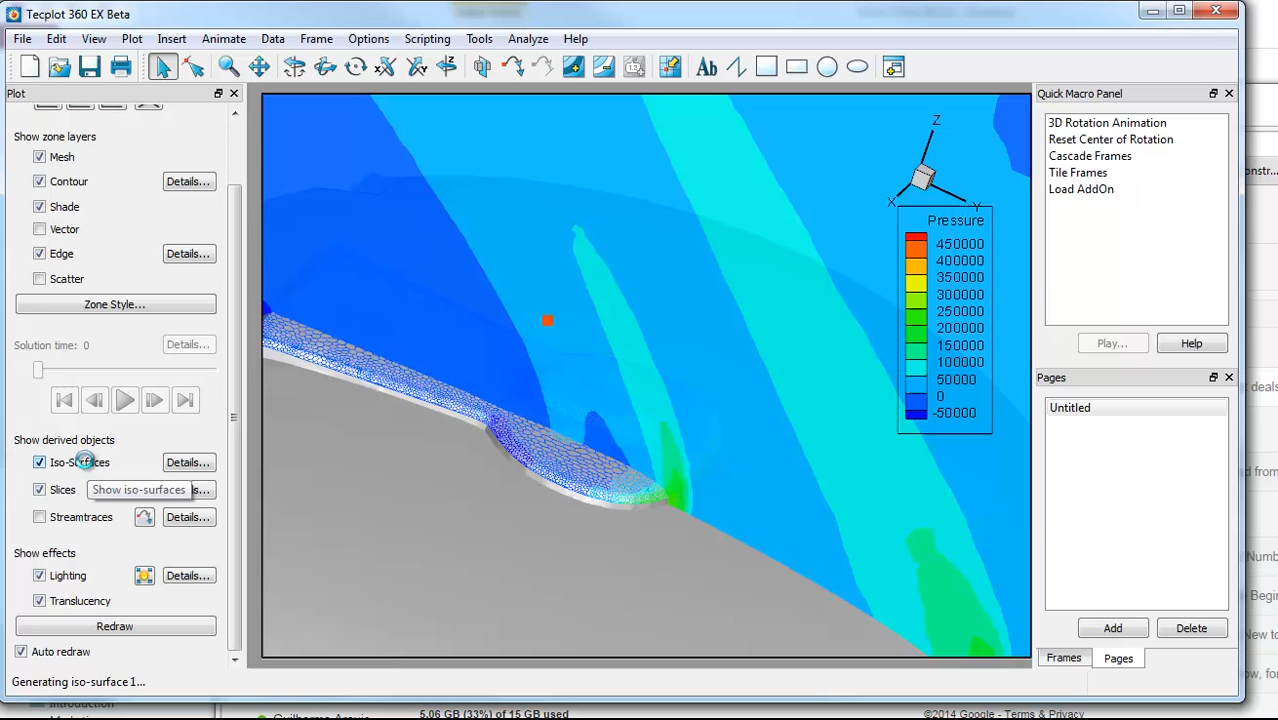 Tecplot 360 EX Beta
File Edit View Plot Insert Animate Data Frame Options Scripting Tools Analyze Help
Plot
Show zone layers
Mesh
Contour Details...
Shade
Vector
Edge Details...
Scatter
Zone Style...
Solution time: 0 Details...
Show derived objects
Iso-Surfaces Details...
Slices
Show iso-surfaces
Streamtraces Details...
Show effects
Lighting Details...
Translucency
Redraw
Auto redraw
Generating iso-surface 1...
Z
X
Y
Pressure
450000
400000
350000
300000
250000
200000
150000
100000
50000
0
-50000
Quick Macro Panel
3D Rotation Animation
Reset Center of Rotation
Cascade Frames
Tile Frames
Load AddOn
Play... Help
Pages
Untitled
Add Delete
Frames Pages
5.06 GB (33%) of 15 GB used
©2014 Google - Terms & Privacy